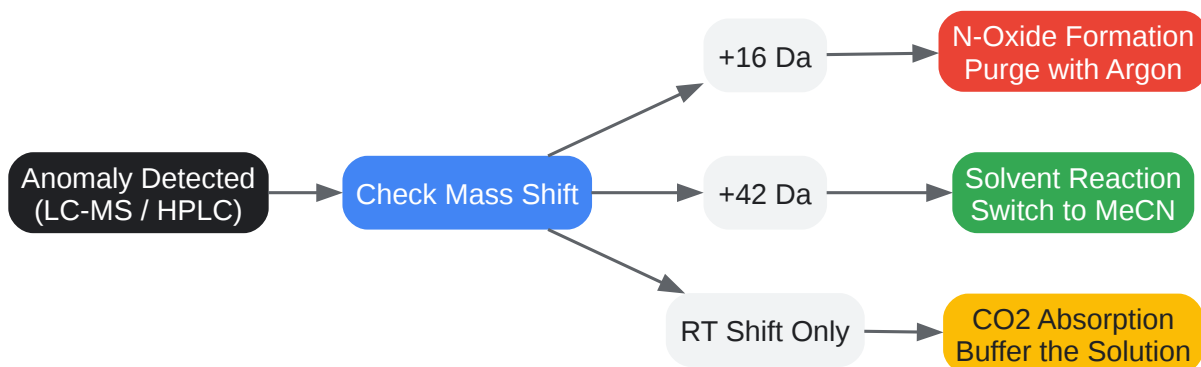 Anomaly Detected
(LC-MS / HPLC)
Check Mass Shift
+16 Da
N-Oxide Formation
Purge with Argon
+42 Da
Solvent Reaction
Switch to MeCN
RT Shift Only
CO2 Absorption
Buffer the Solution